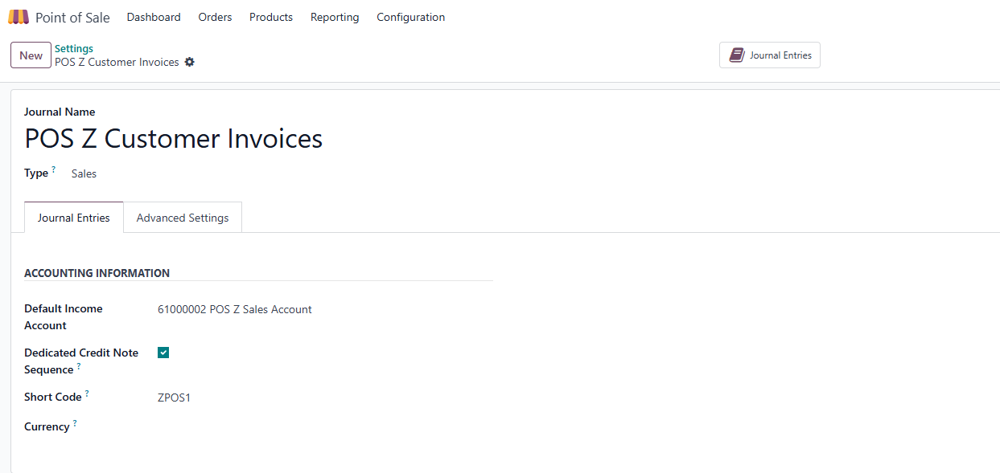 Point of Sale Dashboard Orders Products Reporting Configuration
New Settings
POS Z Customer Invoices
Journal Entries
Journal Name
POS Z Customer Invoices
Type ? Sales
Journal Entries Advanced Settings
ACCOUNTING INFORMATION
Default Income
Account
61000002 POS Z Sales Account
Dedicated Credit Note
Sequence ?
Short Code ? ZPOS1
Currency ?